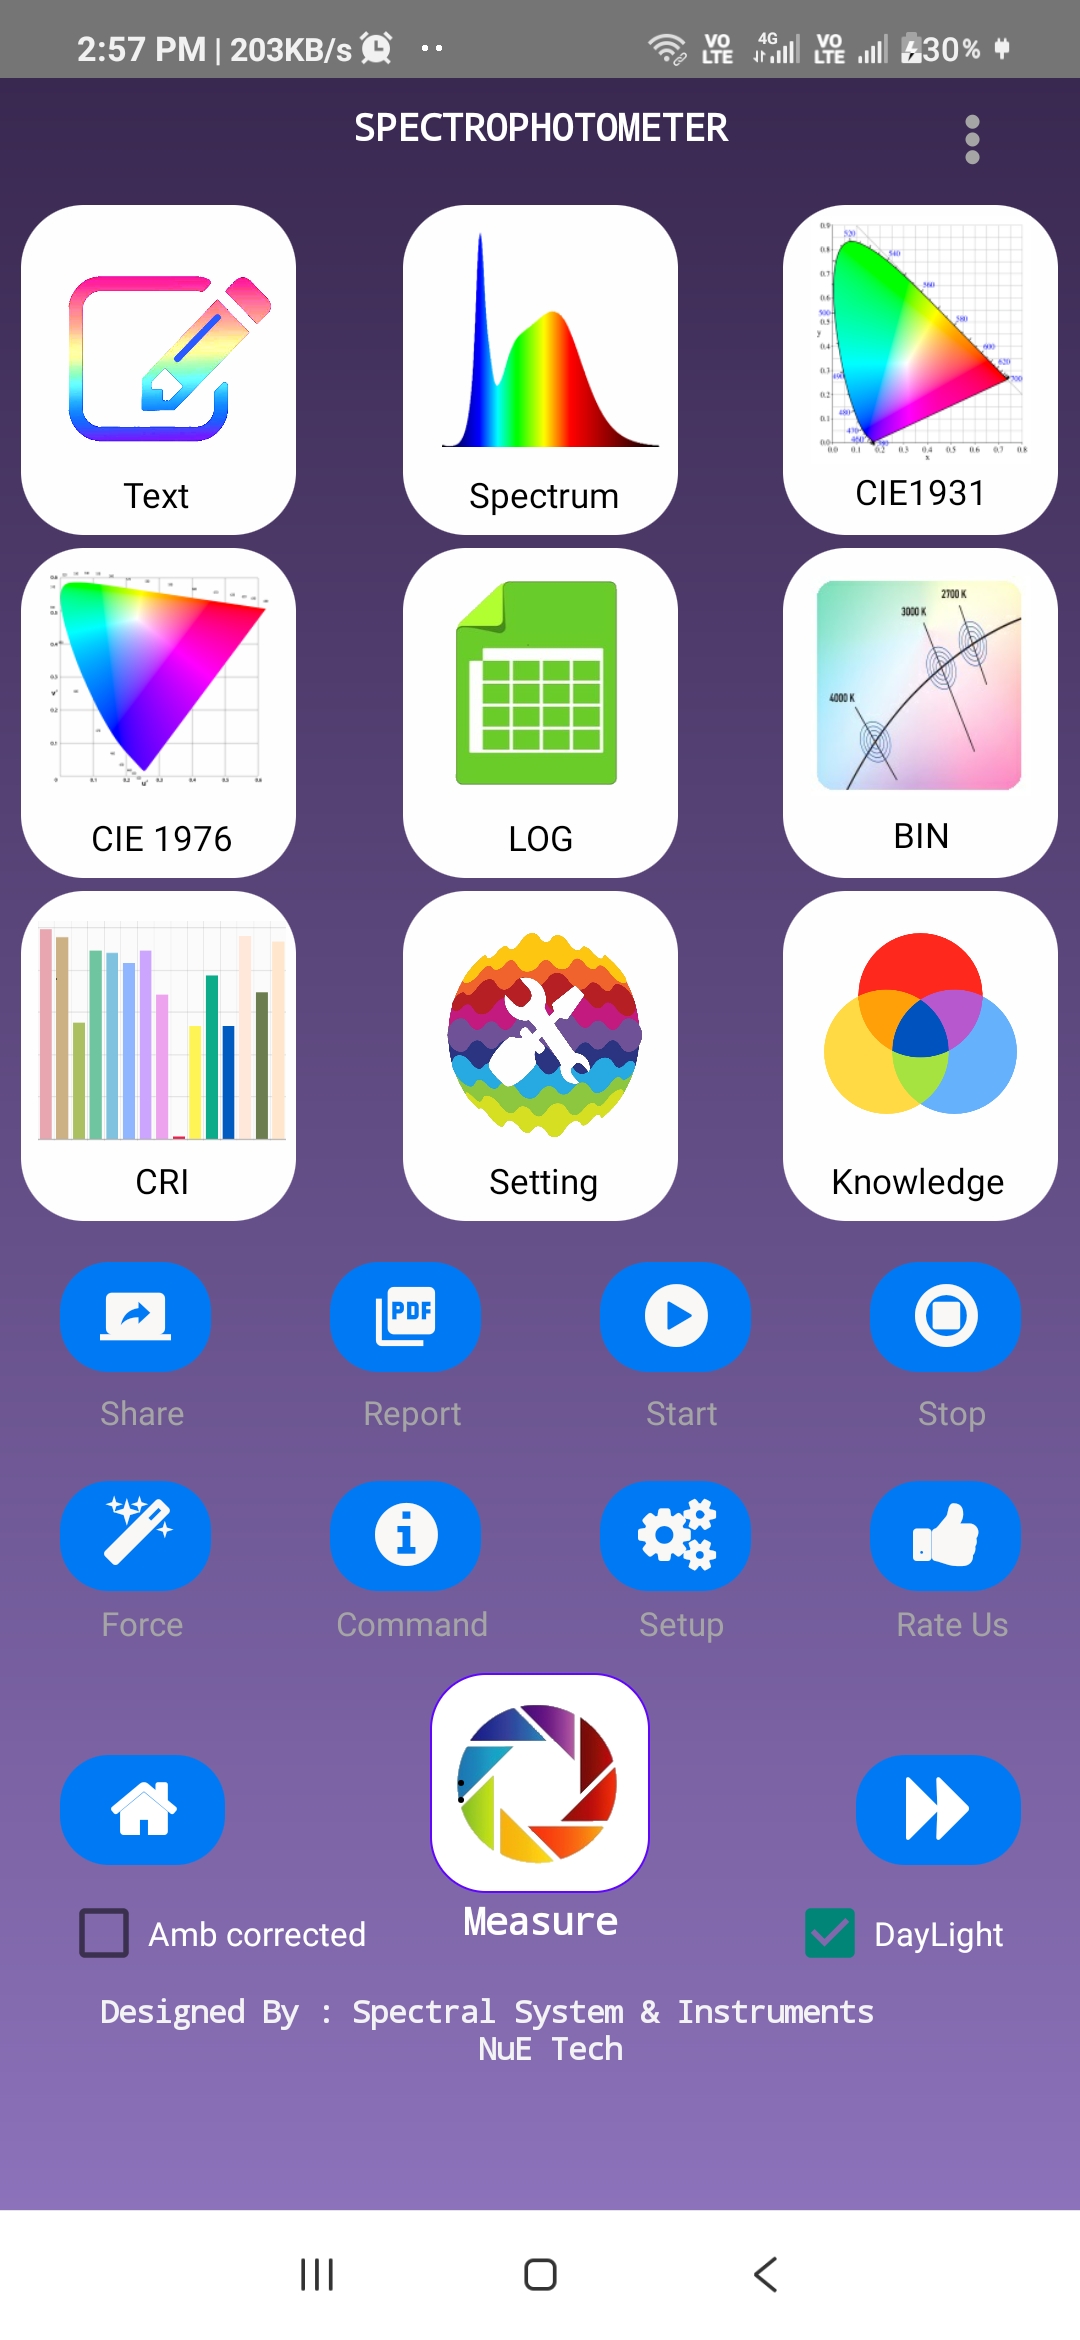 2:57 PM | 203KB/s
VO LTE 4G VO LTE 30%
SPECTROPHOTOMETER
Text
Spectrum
CIE1931
2700 K
3000 K
4000 K
CIE 1976
LOG
BIN
CRI
Setting
Knowledge
PDF
Share
Report
Start
Stop
Force
Command
Setup
Rate Us
Measure
Amb corrected
DayLight
Designed By : Spectral System & Instruments
NuE Tech